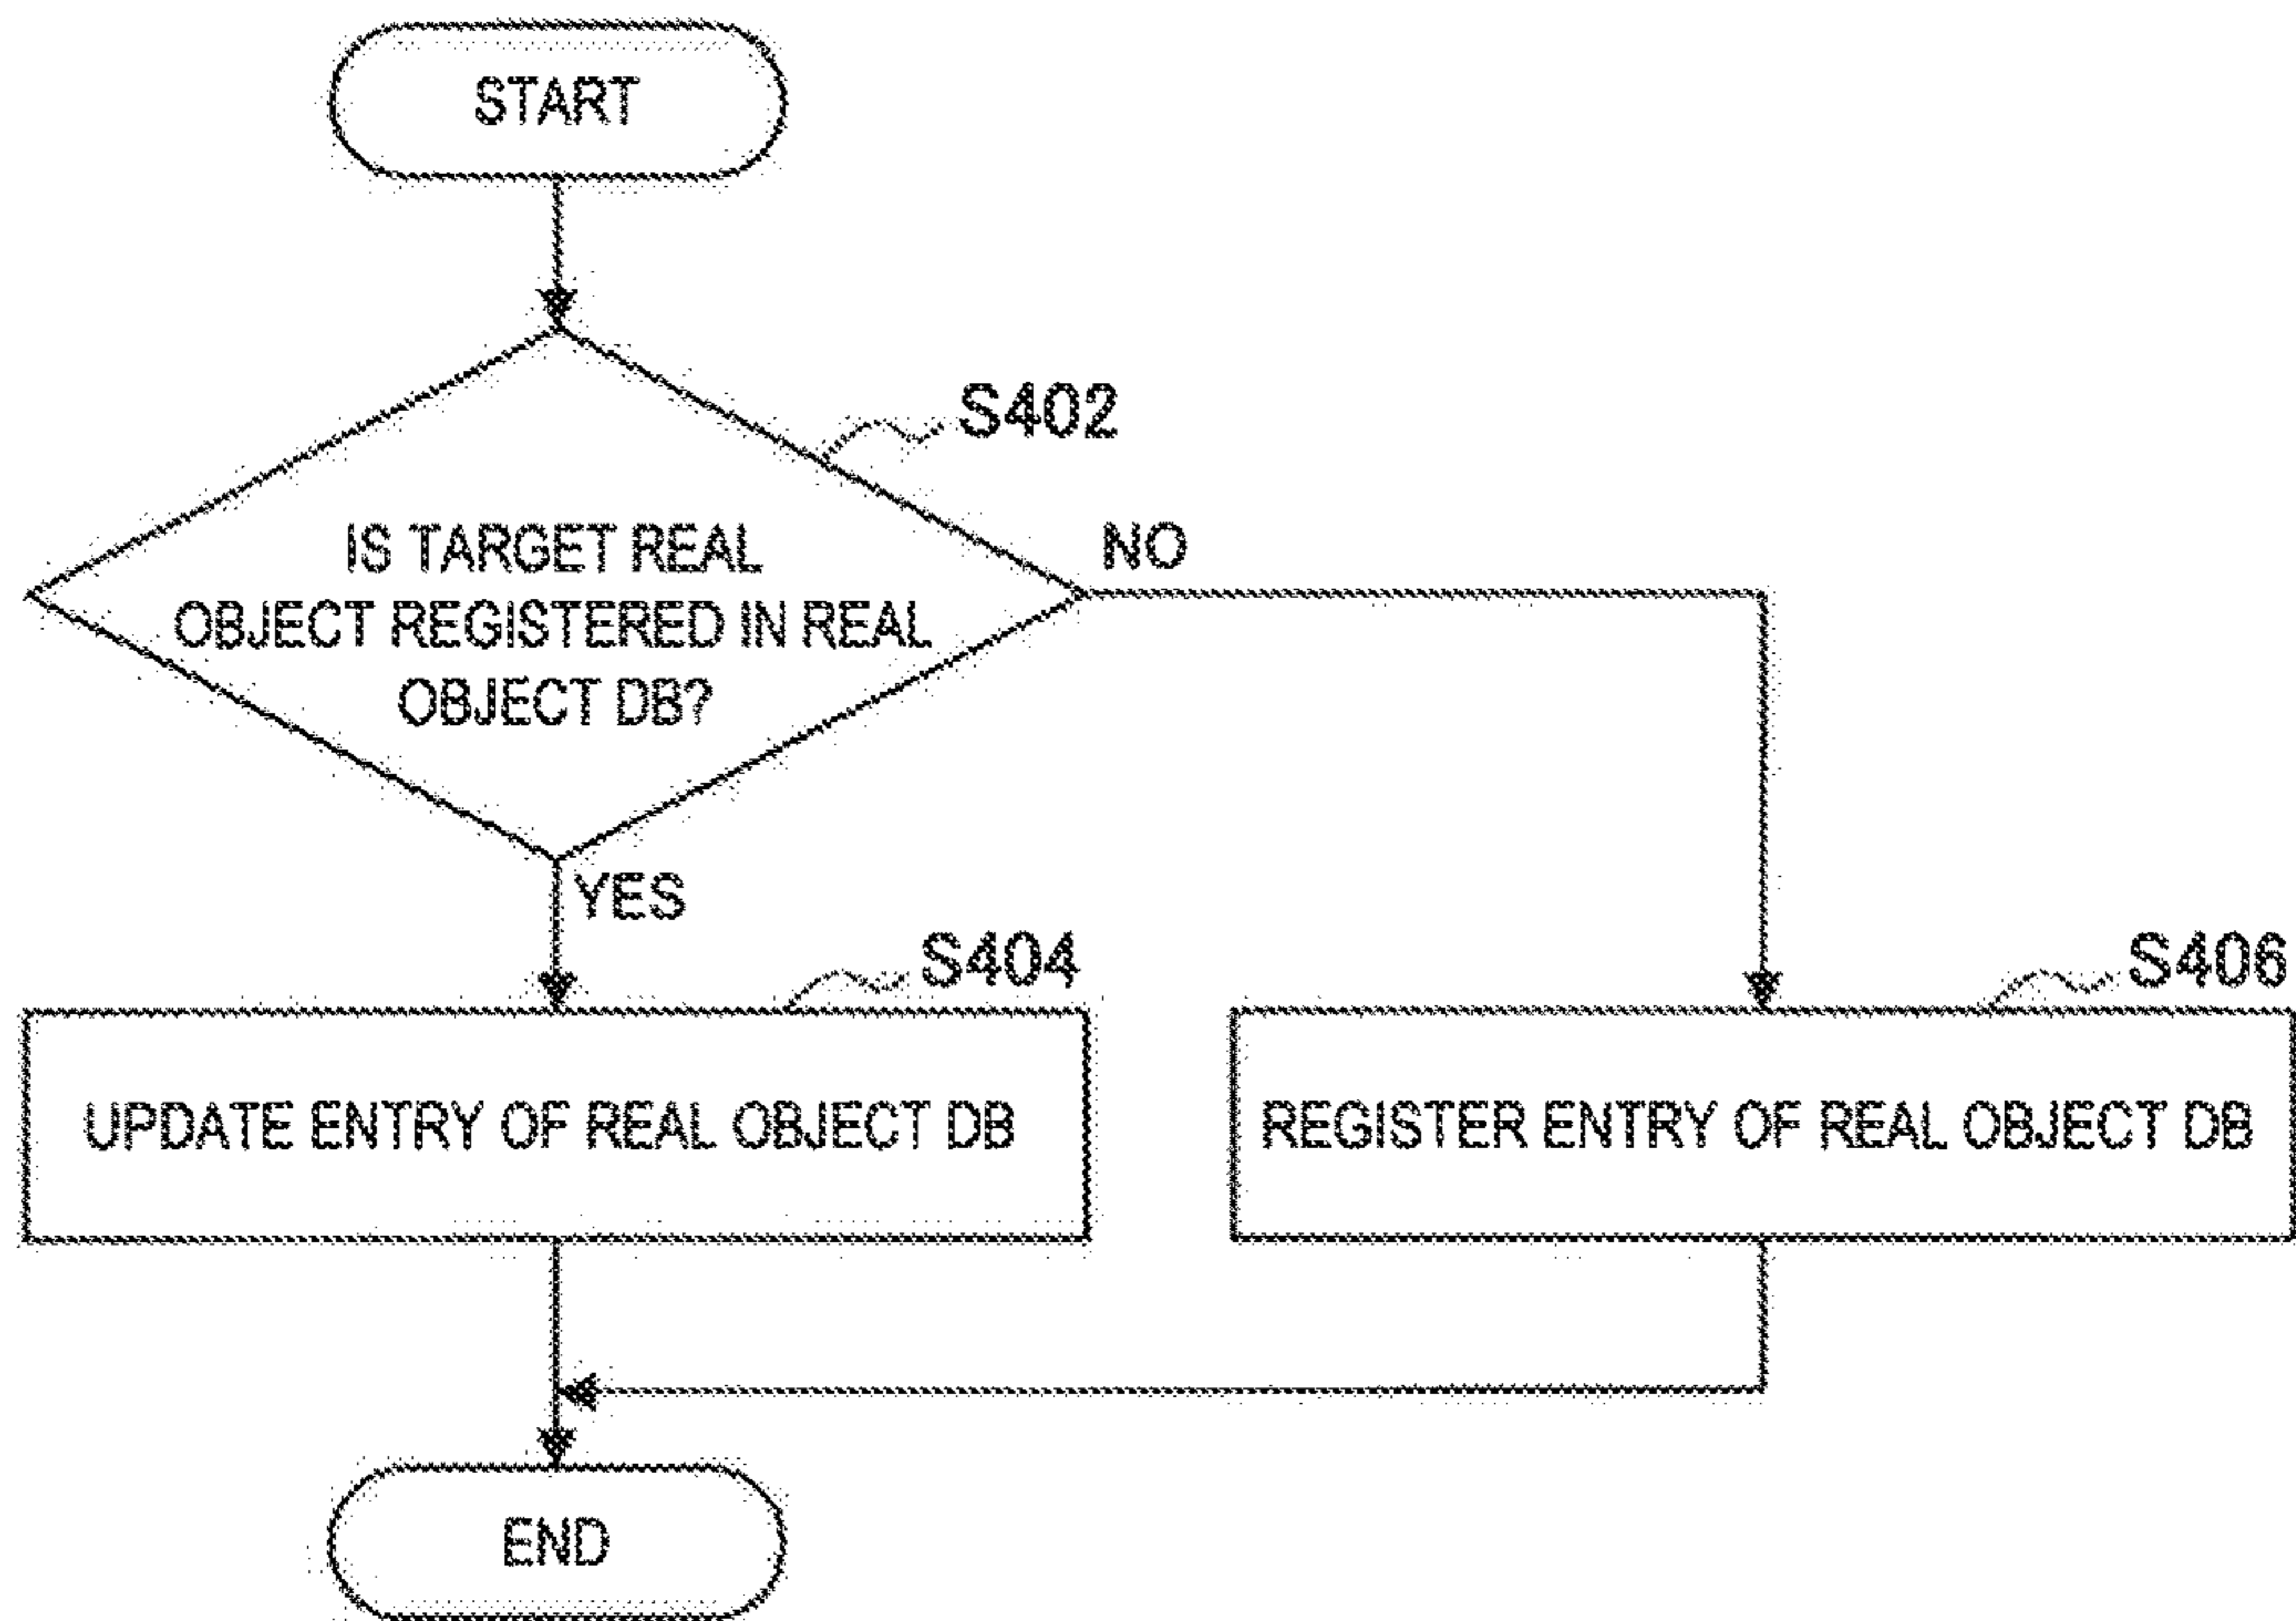 START
S402
IS TARGET REAL
OBJECT REGISTERED IN REAL
OBJECT DB?
NO
YES
S404
S406
UPDATE ENTRY OF REAL OBJECT DB
REGISTER ENTRY OF REAL OBJECT DB
END